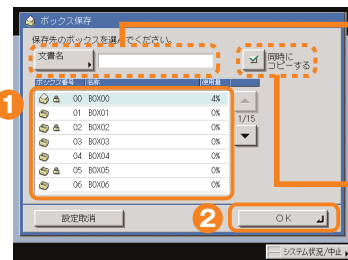 ボックス保存
保存先のボックスを選んでください。
文書名
同時に
コピーする
ボックス番号 名称 使用量
1
00 BOX00 4%
01 BOX01 0%
02 BOX02 0%
03 BOX03 0%
04 BOX04 0%
05 BOX05 0%
06 BOX06 0%
1/15
設定取消
2
OK
システム状況/中止